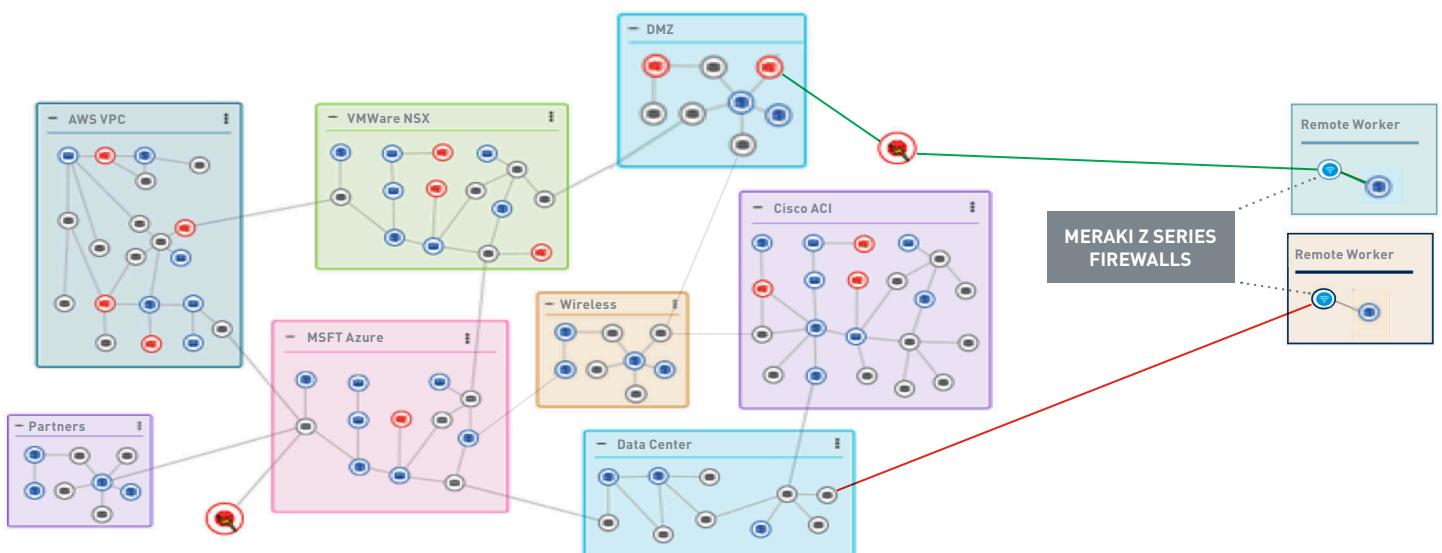 DMZ
AWS VPC
VMWare NSX
Remote Worker
Cisco ACI
MERAKI Z SERIES
FIREWALLS
Remote Worker
Wireless
MSFT Azure
Partners
Data Center